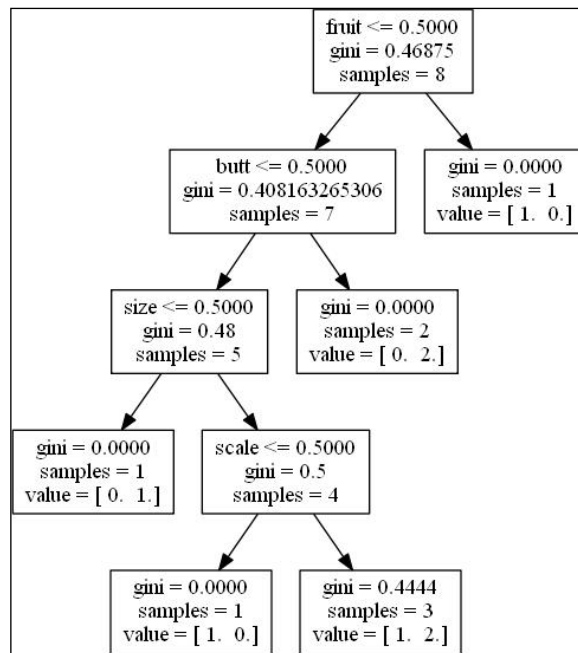 fruit <= 0.5000
gini = 0.46875
samples = 8
butt <= 0.5000
gini = 0.408163265306
samples = 7
gini = 0.0000
samples = 1
value = [ 1. 0.]
size <= 0.5000
gini = 0.48
samples = 5
gini = 0.0000
samples = 2
value = [ 0. 2.]
gini = 0.0000
samples = 1
value = [ 0. 1.]
scale <= 0.5000
gini = 0.5
samples = 4
gini = 0.0000
samples = 1
value = [ 1. 0.]
gini = 0.4444
samples = 3
value = [ 1. 2.]